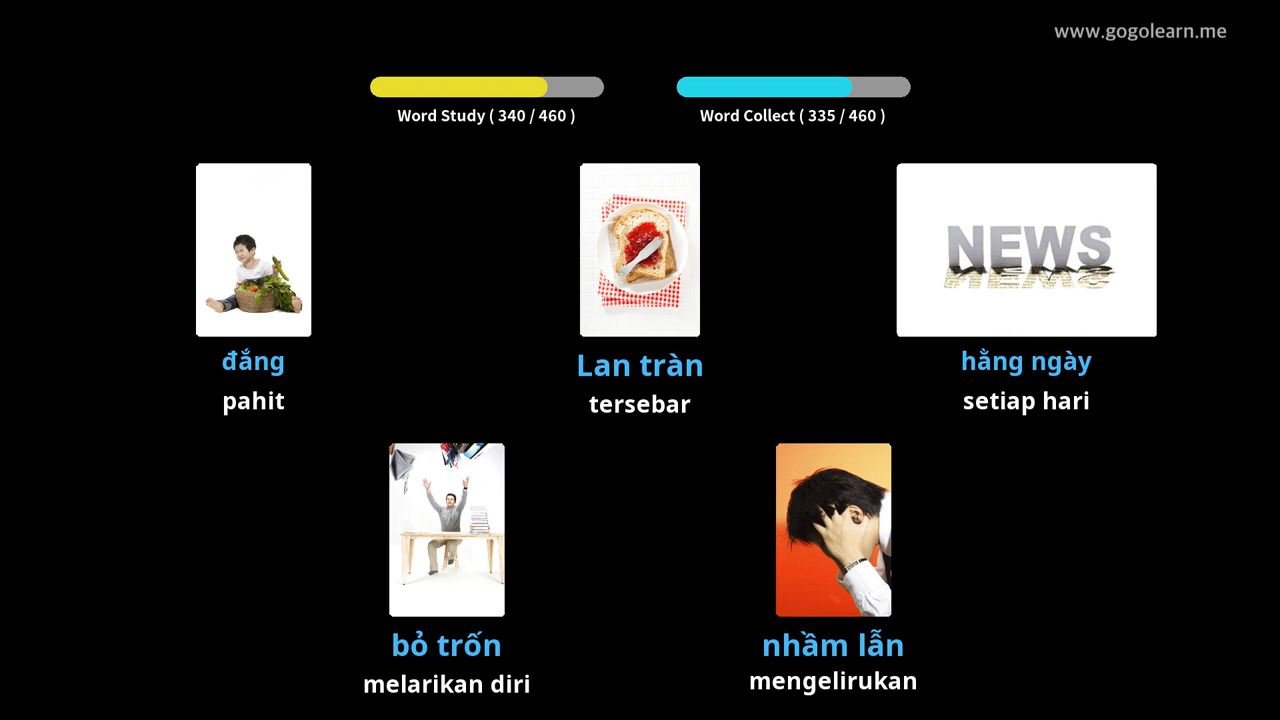 www.gogolearn.me
Word Study ( 340 / 460 )
Word Collect ( 335 / 460 )
NEWS
đắng
pahit
Lan tràn
tersebar
hằng ngày
setiap hari
bỏ trốn
melarikan diri
nhầm lẫn
mengelirukan